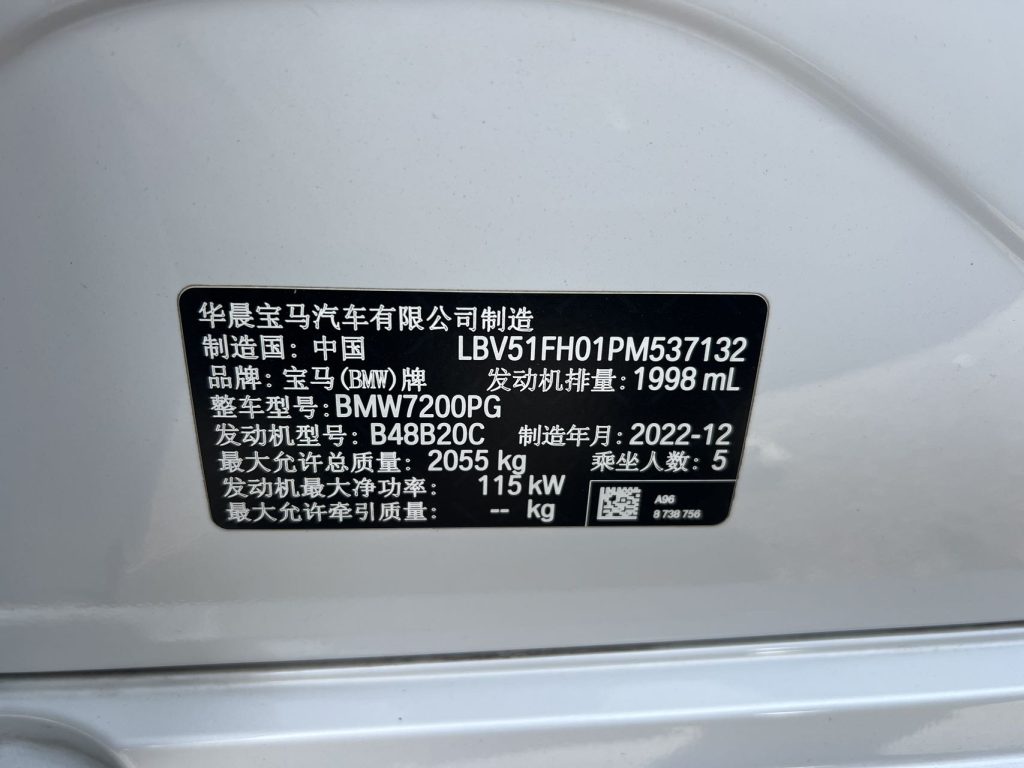 华晨宝马汽车有限公司制造
制造国: 中国 LBV51FH01PM537132
品牌: 宝马(BMW)牌 发动机排量: 1998 mL
整车型号: BMW7200PG
发动机型号: B48B20C 制造年月: 2022-12
最大允许总质量: 2055 kg 乘坐人数: 5
发动机最大净功率: 115 kW
最大允许牵引质量: -- kg
A96
8 738 756